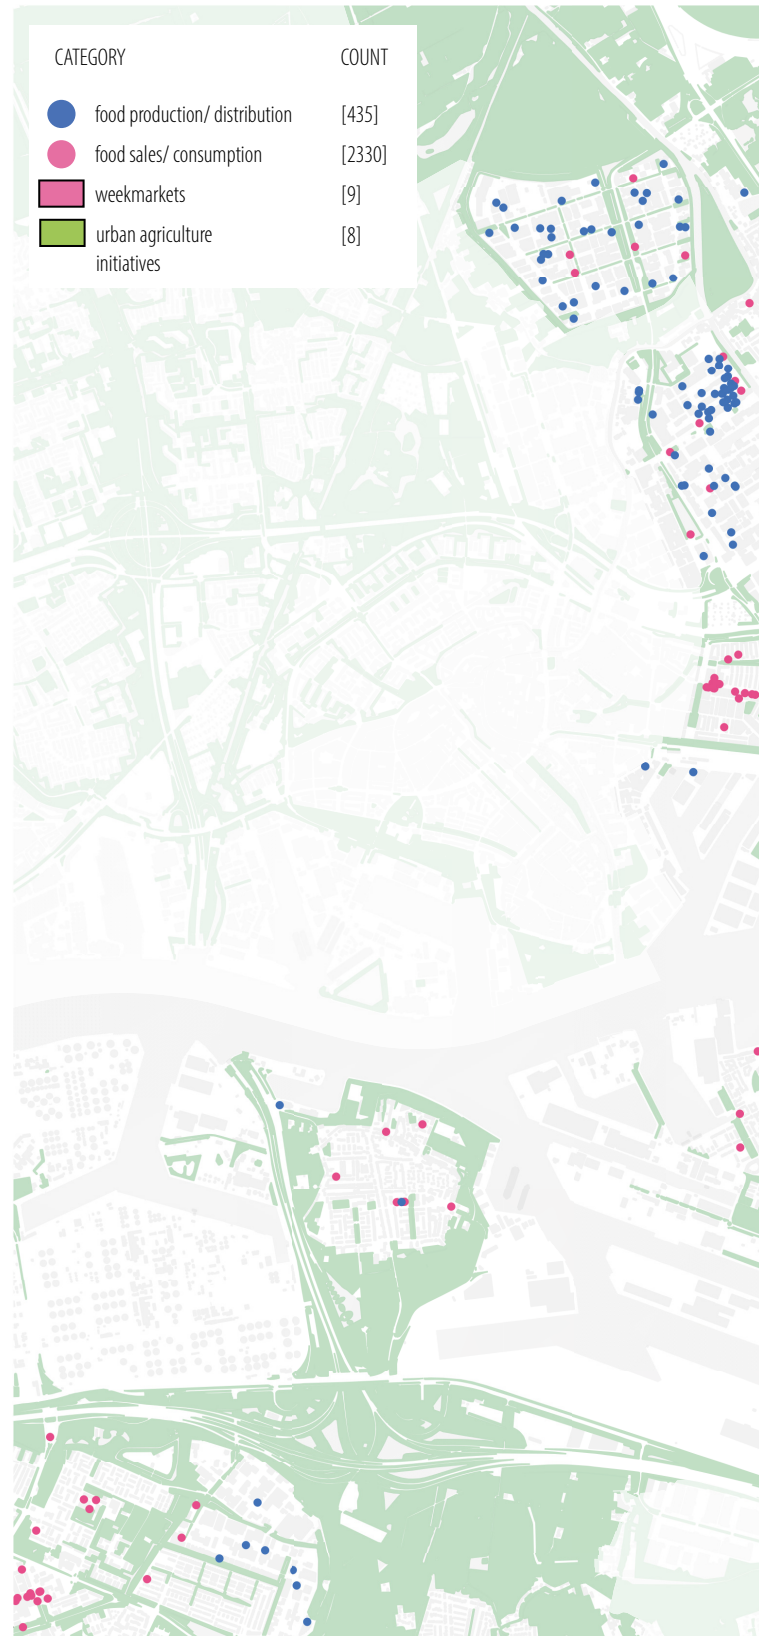 CATEGORY COUNT
food production/ distribution [435]
food sales/ consumption [2330]
weekmarkets [9]
urban agriculture [8]
initiatives